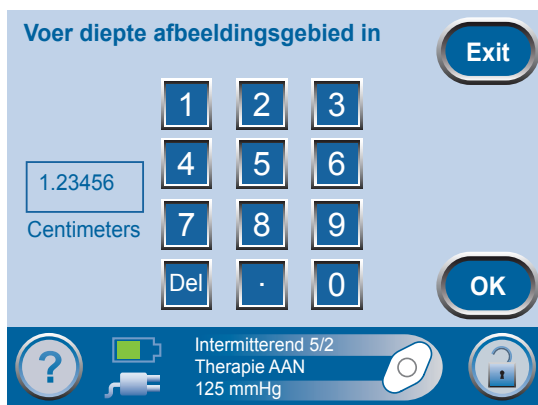 Voer diepte afbeeldingsgebied in
Exit
1 2 3
4 5 6
1.23456
Centimeters
7 8 9
Del . 0
OK
?
Intermitterend 5/2
Therapie AAN
125 mmHg